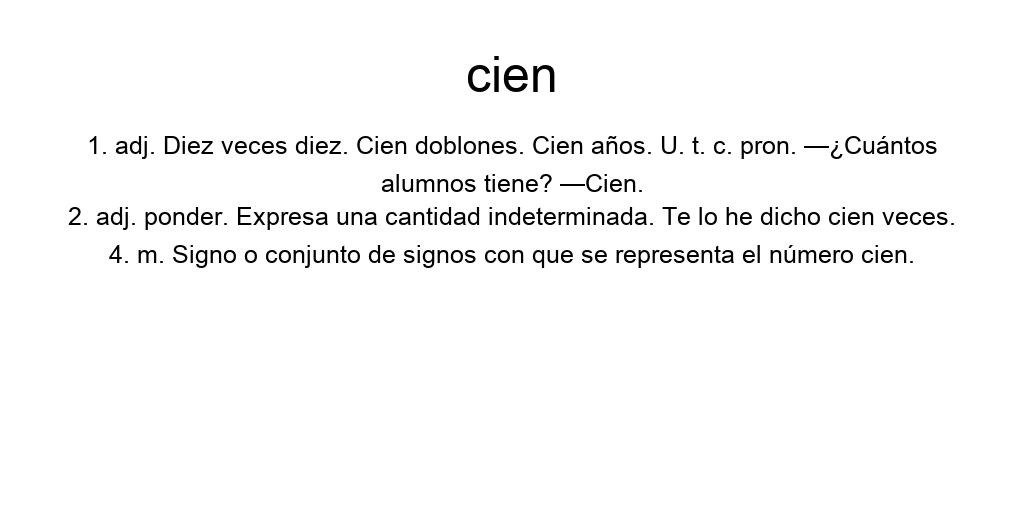 cien
1. adj. Diez veces diez. Cien doblones. Cien años. U. t. c. pron. —¿Cuántos
alumnos tiene? —Cien.
2. adj. ponder. Expresa una cantidad indeterminada. Te lo he dicho cien veces.
4. m. Signo o conjunto de signos con que se representa el número cien.